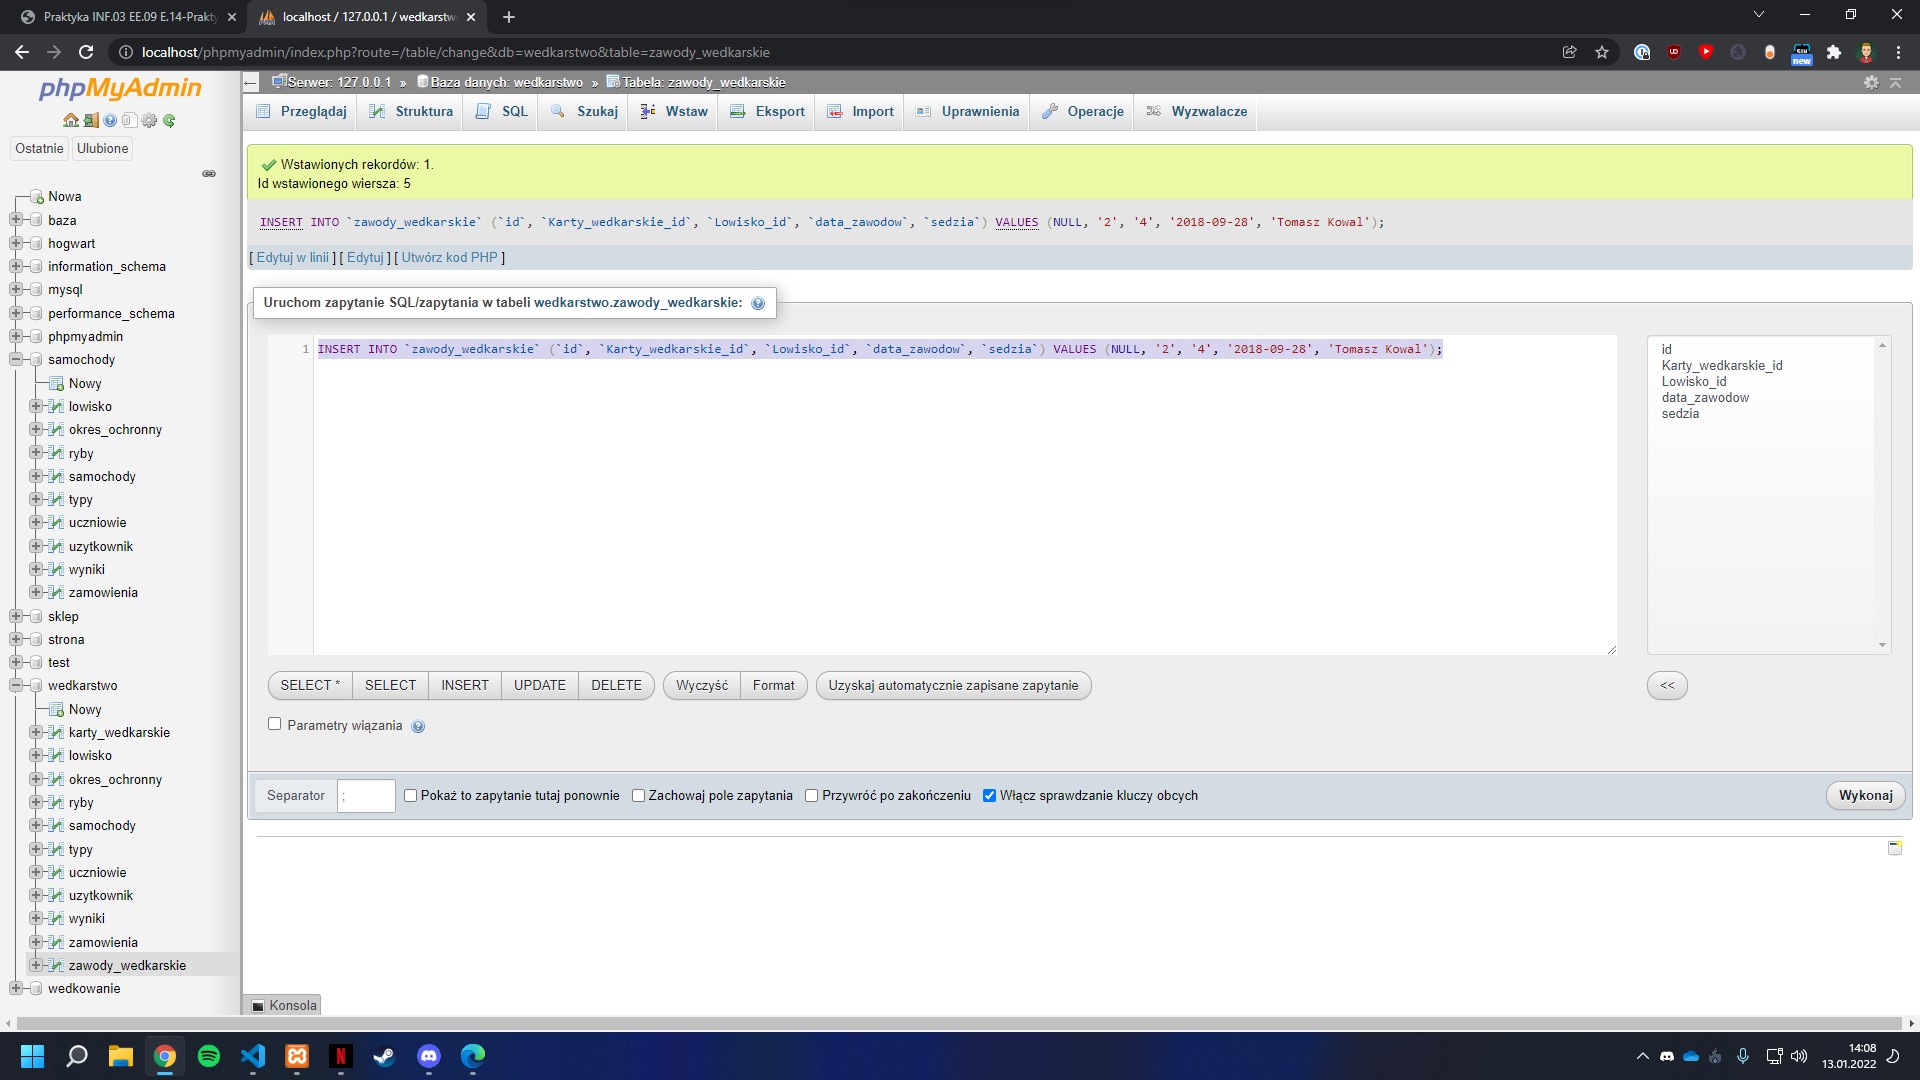 Praktyka INF.03 EE.09 E.14-Prakty
localhost / 127.0.0.1 / wedkarstw
localhost/phpmyadmin/index.php?route=/table/change&db=wedkarstwo&table=zawody_wedkarskie
new
phpMyAdmin
Ostatnie
Ulubione
Nowa
baza
hogwart
information_schema
mysql
performance_schema
phpmyadmin
samochody
Nowy
lowisko
okres_ochronny
ryby
samochody
typy
uczniowie
uzytkownik
wyniki
zamowienia
sklep
strona
test
wedkarstwo
Nowy
karty_wedkarskie
lowisko
okres_ochronny
ryby
samochody
typy
uczniowie
uzytkownik
wyniki
zamowienia
zawody_wedkarskie
wedkowanie
Serwer: 127.0.0.1 » Baza danych: wedkarstwo » Tabela: zawody_wedkarskie
Przeglądaj Struktura SQL Szukaj Wstaw Eksport Import Uprawnienia Operacje Wyzwalacze
Wstawionych rekordów: 1.
Id wstawionego wiersza: 5
INSERT INTO `zawody_wedkarskie` (`id`, `Karty_wedkarskie_id`, `Lowisko_id`, `data_zawodow`, `sedzia`) VALUES (NULL, '2', '4', '2018-09-28', 'Tomasz Kowal');
[ Edytuj w linii ] [ Edytuj ] [ Utwórz kod PHP ]
Uruchom zapytanie SQL/zapytania w tabeli wedkarstwo.zawody_wedkarskie:
1 INSERT INTO `zawody_wedkarskie` (`id`, `Karty_wedkarskie_id`, `Lowisko_id`, `data_zawodow`, `sedzia`) VALUES (NULL, '2', '4', '2018-09-28', 'Tomasz Kowal');
id
Karty_wedkarskie_id
Lowisko_id
data_zawodow
sedzia
SELECT * SELECT INSERT UPDATE DELETE Wyczyść Format Uzyskaj automatycznie zapisane zapytanie <<
Parametry wiązania
Separator ; Pokaż to zapytanie tutaj ponownie Zachowaj pole zapytania Przywróć po zakończeniu Włącz sprawdzanie kluczy obcych Wykonaj
Konsola
14:08
13.01.2022